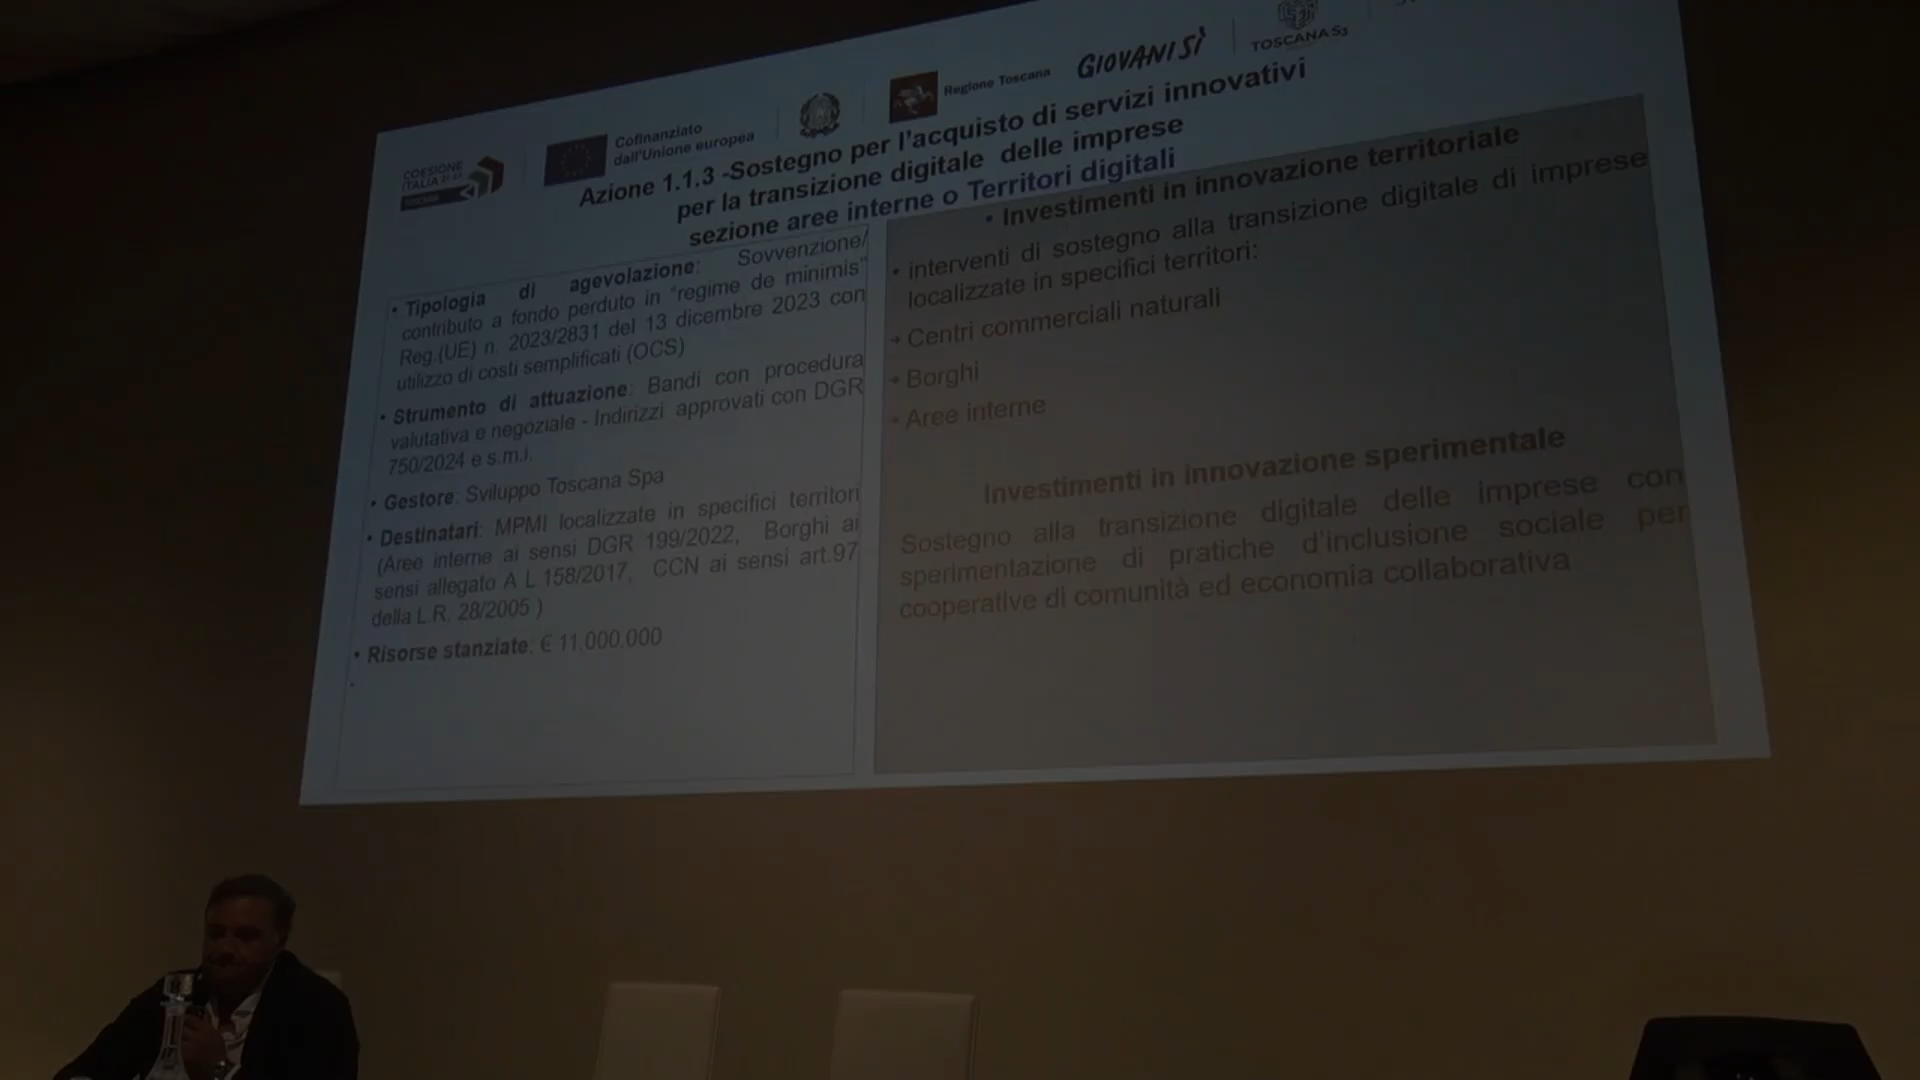 COESIONE
ITALIA 21-27
TOSCANA
Cofinanziato
dall'Unione europea
Regione Toscana
GIOVANISÌ
TOSCANA S3
Azione 1.1.3 -Sostegno per l'acquisto di servizi innovativi
per la transizione digitale delle imprese
sezione aree interne o Territori digitali
• Tipologia di agevolazione: Sovvenzione/
contributo a fondo perduto in "regime de minimis"
Reg.(UE) n. 2023/2831 del 13 dicembre 2023 con
utilizzo di costi semplificati (OCS)
• Strumento di attuazione: Bandi con procedura
valutativa e negoziale - Indirizzi approvati con DGR
750/2024 e s.m.i.
• Gestore: Sviluppo Toscana Spa
• Destinatari: MPMI localizzate in specifici territori
(Aree interne ai sensi DGR 199/2022, Borghi ai
sensi allegato A L 158/2017, CCN ai sensi art.97
della L.R. 28/2005 )
• Risorse stanziate: € 11.000.000
• Investimenti in innovazione territoriale
• interventi di sostegno alla transizione digitale di imprese
localizzate in specifici territori:
Centri commerciali naturali
Borghi
Aree interne
Investimenti in innovazione sperimentale
Sostegno alla transizione digitale delle imprese con
sperimentazione di pratiche d'inclusione sociale per
cooperative di comunità ed economia collaborativa